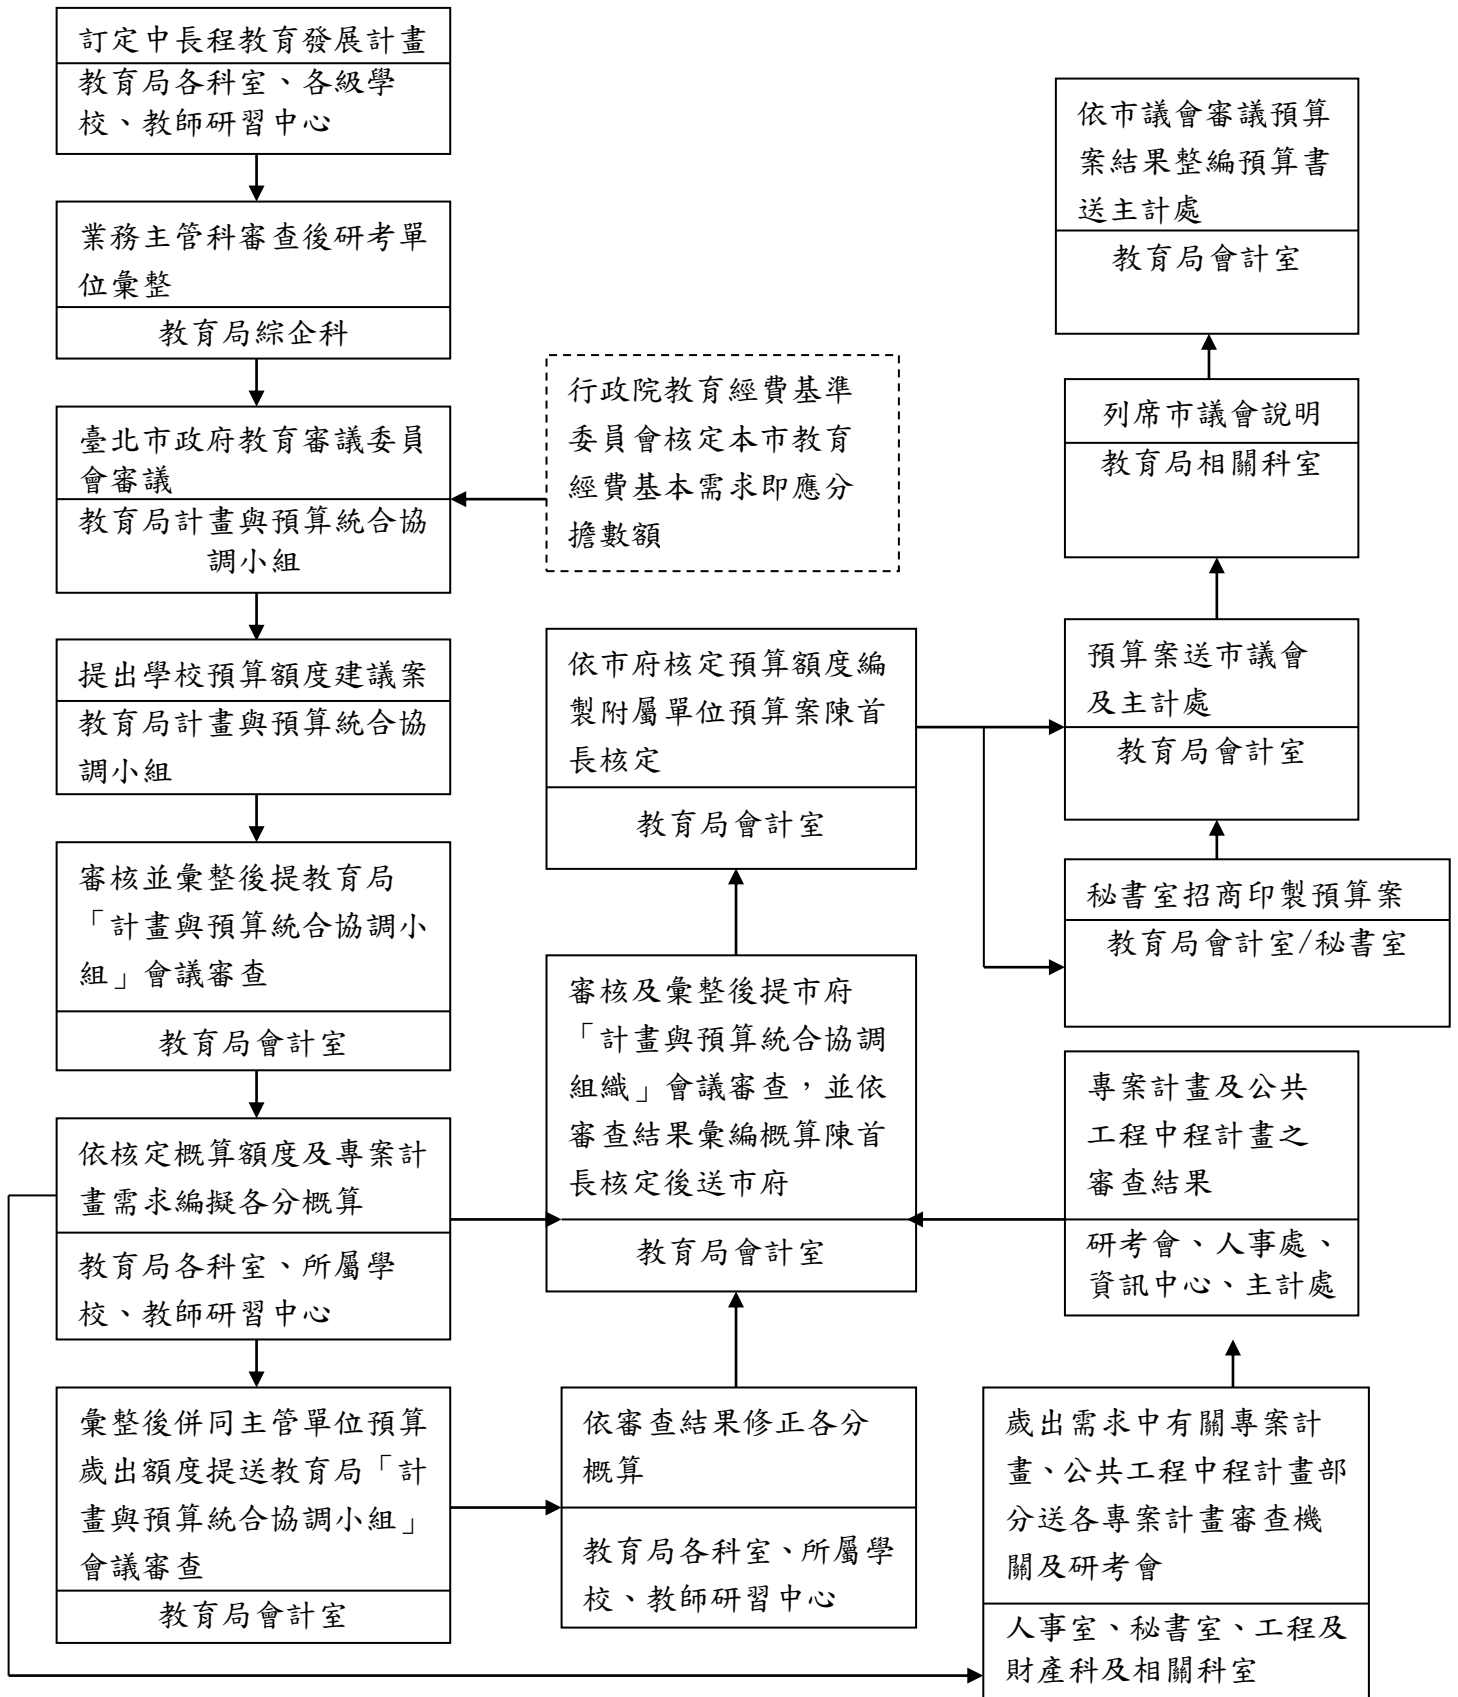 訂定中長程教育發展計畫
教育局各科室、各級學
校、教師研習中心
業務主管科審查後研考單
位彙整
教育局綜企科
臺北市政府教育審議委員
會審議
教育局計畫與預算統合協
調小組
提出學校預算額度建議案
教育局計畫與預算統合協
調小組
審核並彙整後提教育局
「計畫與預算統合協調小
組」會議審查
教育局會計室
依核定概算額度及專案計
畫需求編擬各分概算
教育局各科室、所屬學
校、教師研習中心
彙整後併同主管單位預算
歲出額度提送教育局「計
畫與預算統合協調小組」
會議審查
教育局會計室
行政院教育經費基準
委員會核定本市教育
經費基本需求即應分
擔數額
依市府核定預算額度編
製附屬單位預算案陳首
長核定
教育局會計室
審核及彙整後提市府
「計畫與預算統合協調
組織」會議審查，並依
審查結果彙編概算陳首
長核定後送市府
教育局會計室
依審查結果修正各分
概算
教育局各科室、所屬學
校、教師研習中心
依市議會審議預算
案結果整編預算書
送主計處
教育局會計室
列席市議會說明
教育局相關科室
預算案送市議會
及主計處
教育局會計室
秘書室招商印製預算案
教育局會計室/秘書室
專案計畫及公共
工程中程計畫之
審查結果
研考會、人事處、
資訊中心、主計處
歲出需求中有關專案計
畫、公共工程中程計畫部
分送各專案計畫審查機
關及研考會
人事室、秘書室、工程及
財產科及相關科室